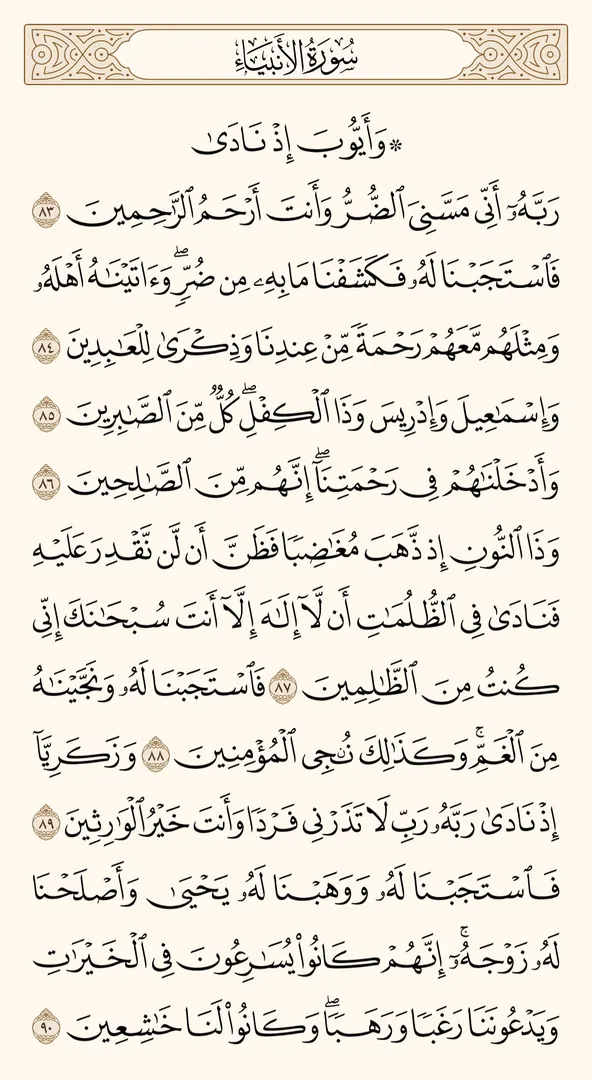 سُورَةُ الأَنبِيَاءِ
۞ وَأَيُّوبَ إِذْ نَادَىٰ
رَبَّهُۥٓ أَنِّى مَسَّنِىَ ٱلضُّرُّ وَأَنتَ أَرْحَمُ ٱلرَّٰحِمِينَ ٨٣
فَٱسْتَجَبْنَا لَهُۥ فَكَشَفْنَا مَا بِهِۦ مِن ضُرٍّۖ وَءَاتَيْنَٰهُ أَهْلَهُۥ
وَمِثْلَهُم مَّعَهُمْ رَحْمَةً مِّنْ عِندِنَا وَذِكْرَىٰ لِلْعَٰبِدِينَ ٨٤
وَإِسْمَٰعِيلَ وَإِدْرِيسَ وَذَا ٱلْكِفْلِۖ كُلٌّ مِّنَ ٱلصَّٰبِرِينَ ٨٥
وَأَدْخَلْنَٰهُمْ فِى رَحْمَتِنَآۖ إِنَّهُم مِّنَ ٱلصَّٰلِحِينَ ٨٦
وَذَا ٱلنُّونِ إِذ ذَّهَبَ مُغَٰضِبًا فَظَنَّ أَن لَّن نَّقْدِرَ عَلَيْهِ
فَنَادَىٰ فِى ٱلظُّلُمَٰتِ أَن لَّآ إِلَٰهَ إِلَّآ أَنتَ سُبْحَٰنَكَ إِنِّى
كُنتُ مِنَ ٱلظَّٰلِمِينَ ٨٧ فَٱسْتَجَبْنَا لَهُۥ وَنَجَّيْنَٰهُ
مِنَ ٱلْغَمِّۚ وَكَذَٰلِكَ نُۨجِى ٱلْمُؤْمِنِينَ ٨٨ وَزَكَرِيَّآ
إِذْ نَادَىٰ رَبَّهُۥ رَبِّ لَا تَذَرْنِى فَرْدًا وَأَنتَ خَيْرُ ٱلْوَٰرِثِينَ ٨٩
فَٱسْتَجَبْنَا لَهُۥ وَوَهَبْنَا لَهُۥ يَحْيَىٰ وَأَصْلَحْنَا
لَهُۥ زَوْجَهُۥٓۚ إِنَّهُمْ كَانُوا۟ يُسَٰرِعُونَ فِى ٱلْخَيْرَٰتِ
وَيَدْعُونَنَا رَغَبًا وَرَهَبًاۖ وَكَانُوا۟ لَنَا خَٰشِعِينَ ٩٠